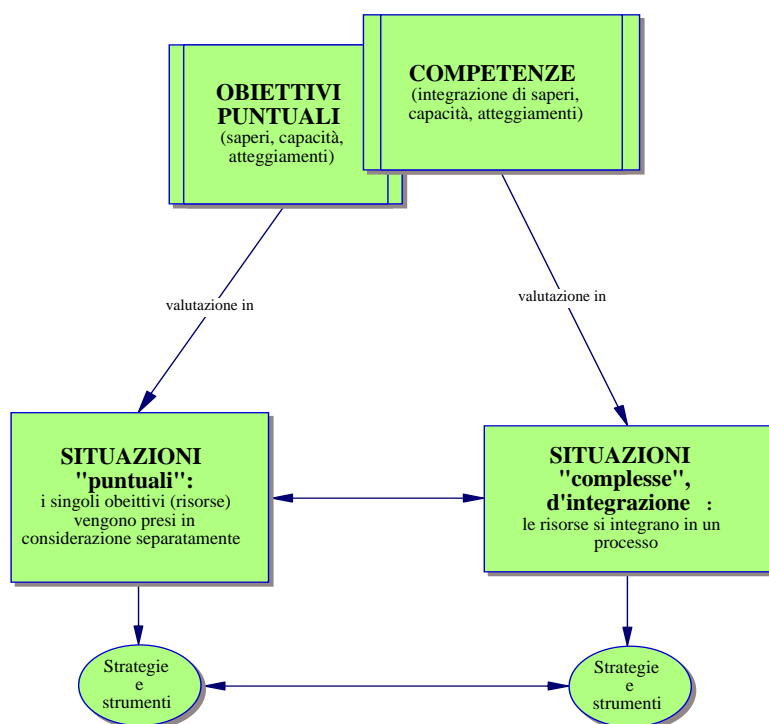 OBIETTIVI
PUNTUALI
(saperi, capacità,
atteggiamenti)
COMPETENZE
(integrazione di saperi,
capacità, atteggiamenti)
valutazione in
valutazione in
SITUAZIONI
"puntuali":
i singoli obeittivi (risorse)
vengono presi in
considerazione separatamente
SITUAZIONI
"complesse",
d'integrazione :
le risorse si integrano in un
processo
Strategie
e
strumenti
Strategie
e
strumenti